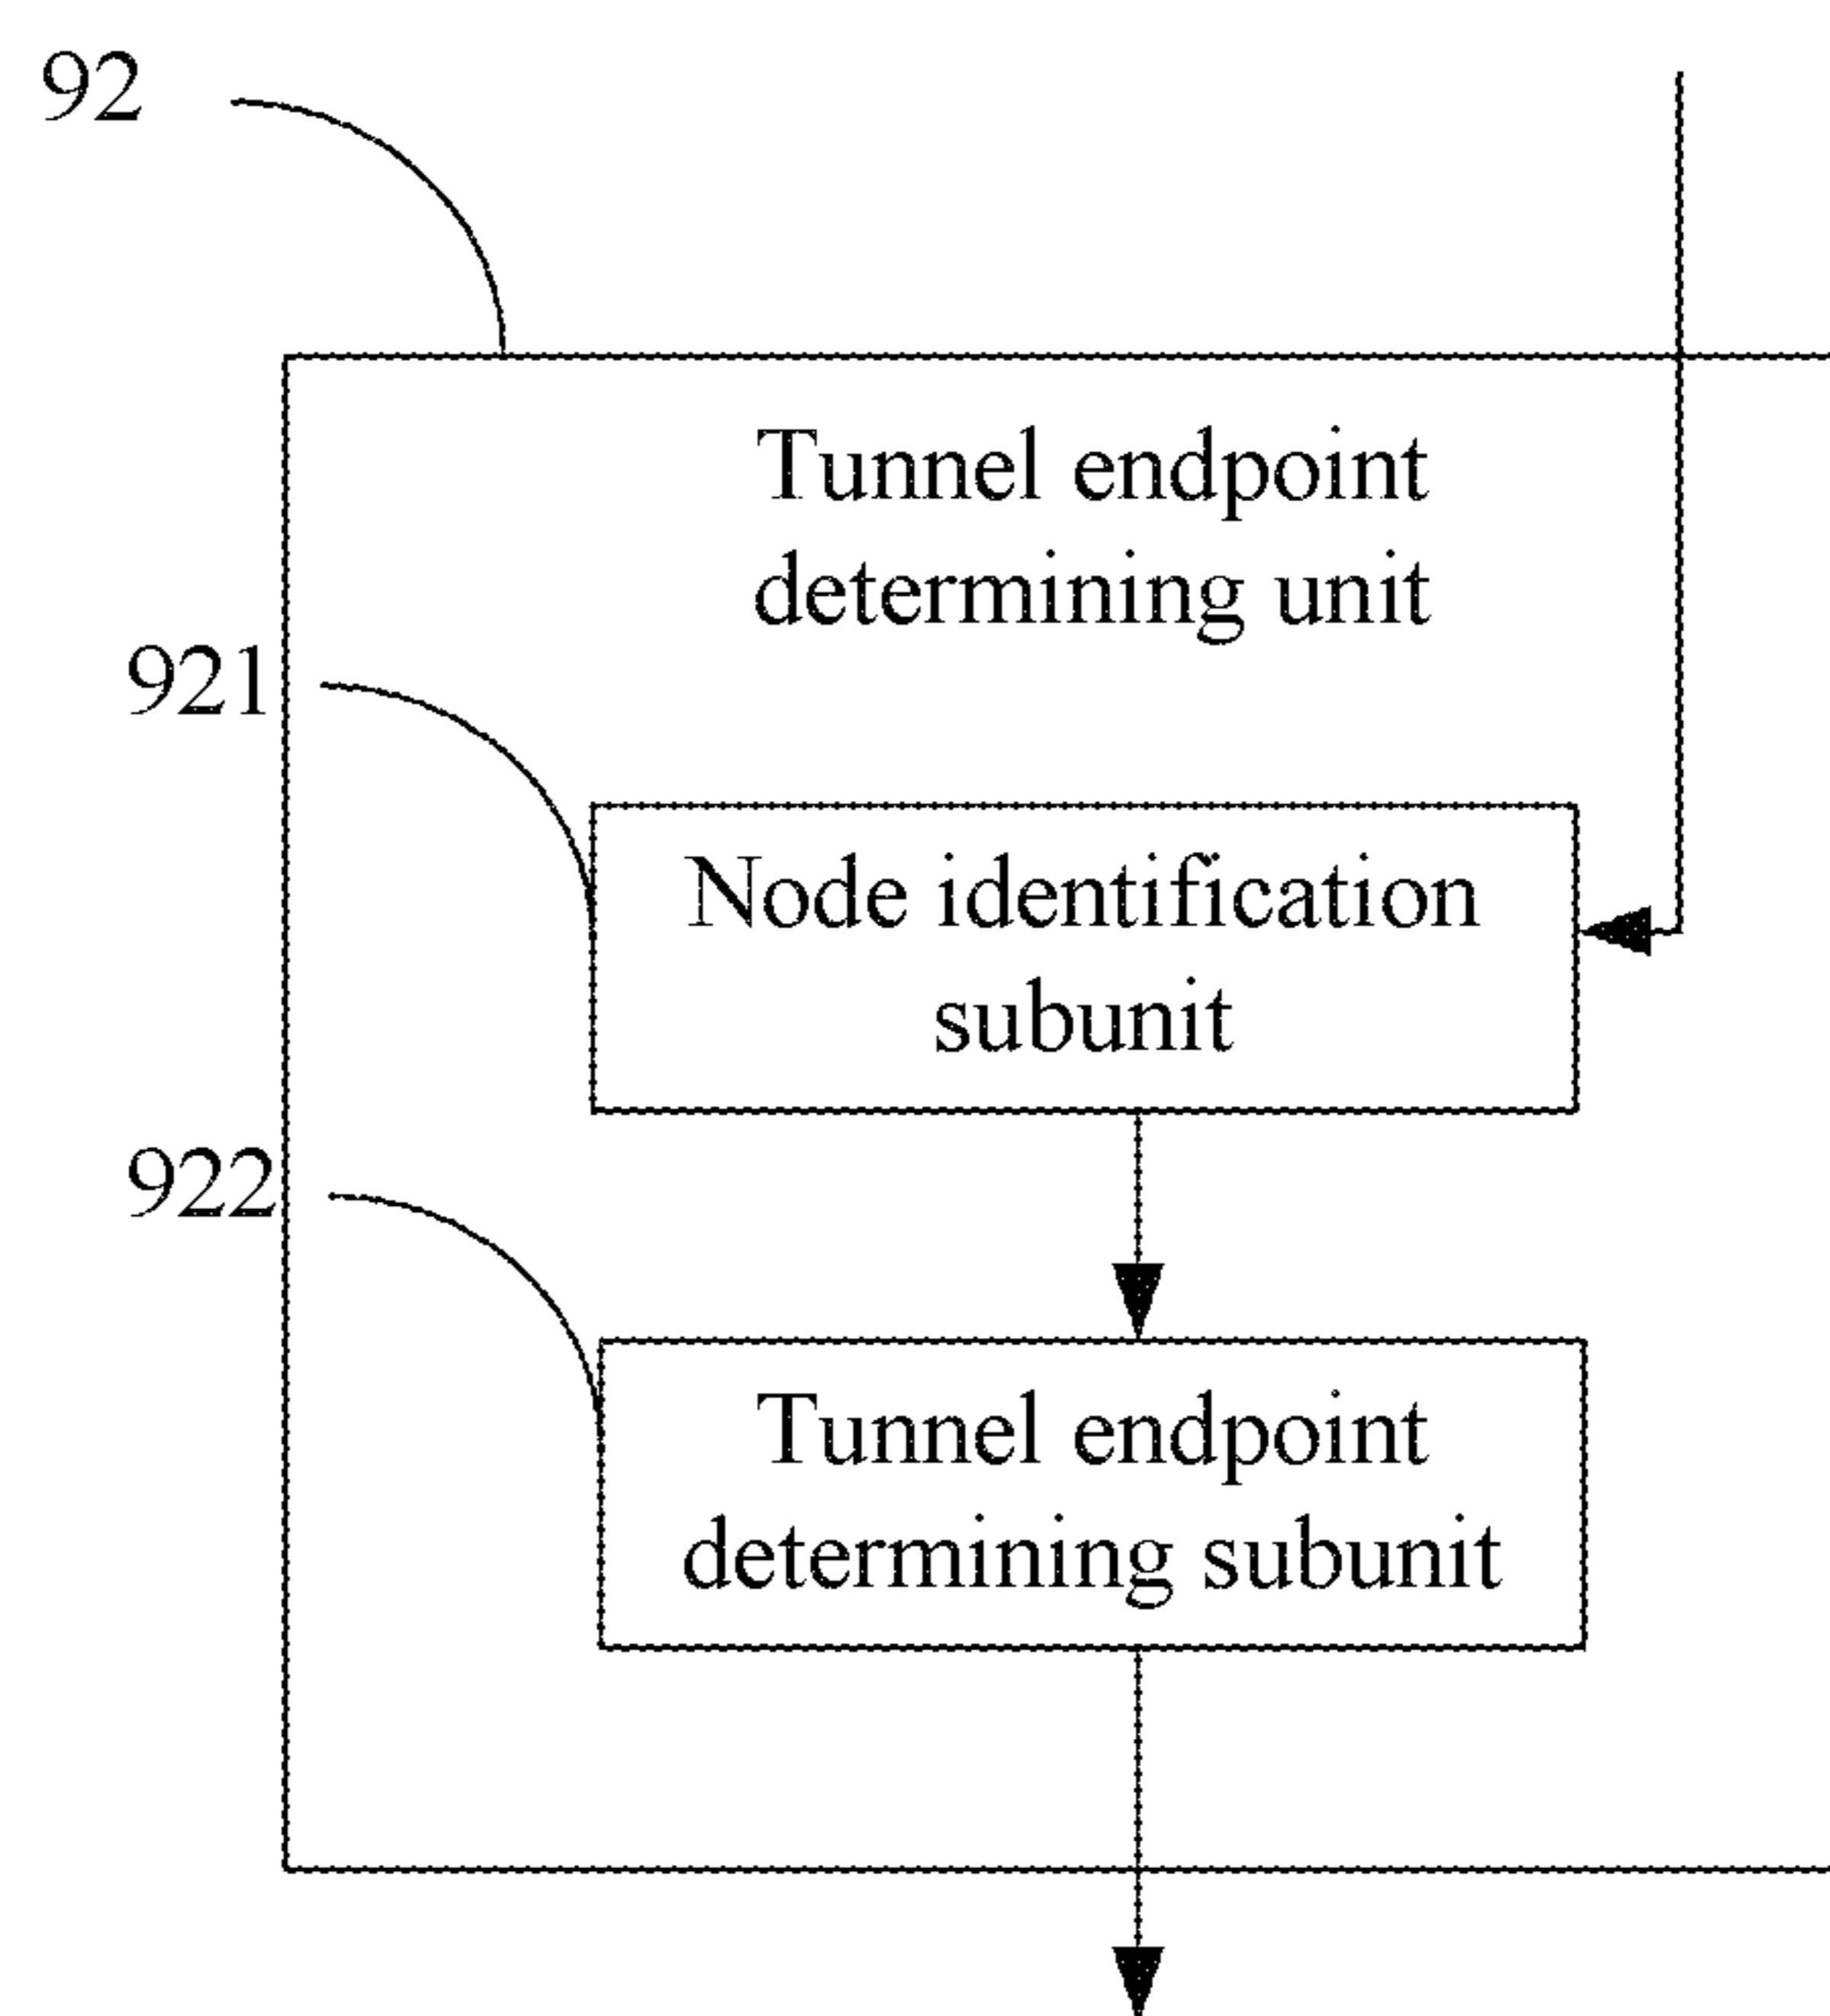 92
Tunnel endpoint
determining unit
921
Node identification
subunit
922
Tunnel endpoint
determining subunit